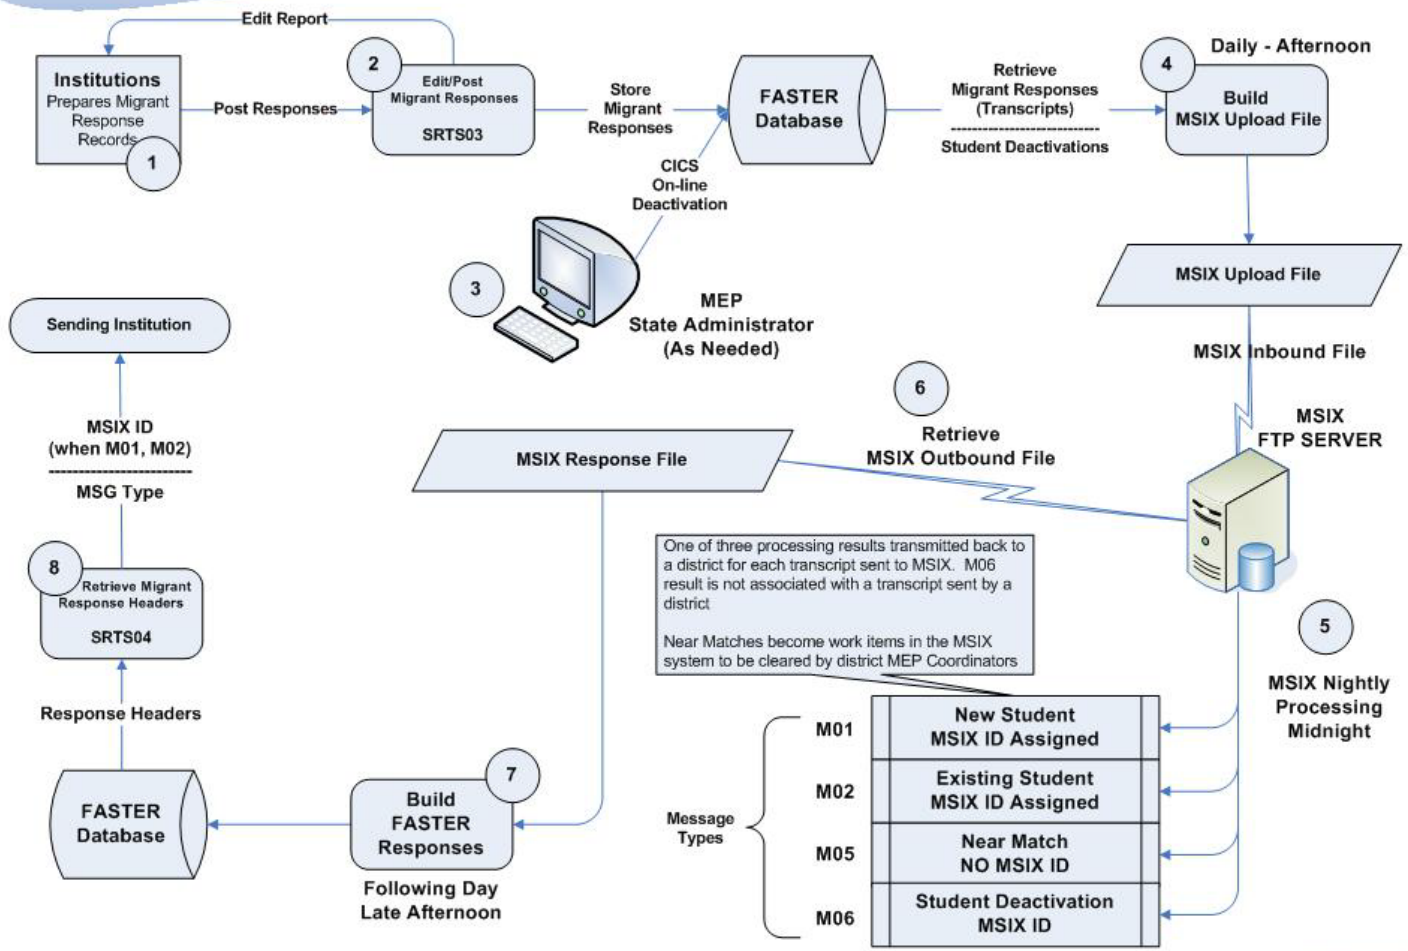 Edit Report
1
Institutions
Prepares Migrant
Response
Records
Post Responses
2
Edit/Post
Migrant Responses
SRTS03
Store
Migrant
Responses
FASTER
Database
Retrieve
Migrant Responses
(Transcripts)
------------------------------
Student Deactivations
4
Daily - Afternoon
Build
MSIX Upload File
CICS
On-line
Deactivation
3
MEP
State Administrator
(As Needed)
MSIX Upload File
MSIX Inbound File
MSIX
FTP SERVER
6
Retrieve
MSIX Outbound File
MSIX Response File
5
MSIX Nightly
Processing
Midnight
One of three processing results transmitted back to
a district for each transcript sent to MSIX. M06
result is not associated with a transcript sent by a
district
Near Matches become work items in the MSIX
system to be cleared by district MEP Coordinators
Message
Types
M01
New Student
MSIX ID Assigned
M02
Existing Student
MSIX ID Assigned
M05
Near Match
NO MSIX ID
M06
Student Deactivation
MSIX ID
7
Build
FASTER
Responses
Following Day
Late Afternoon
FASTER
Database
Response Headers
8
Retrieve Migrant
Response Headers
SRTS04
MSIX ID
(when M01, M02)
-----------------------------
MSG Type
Sending Institution